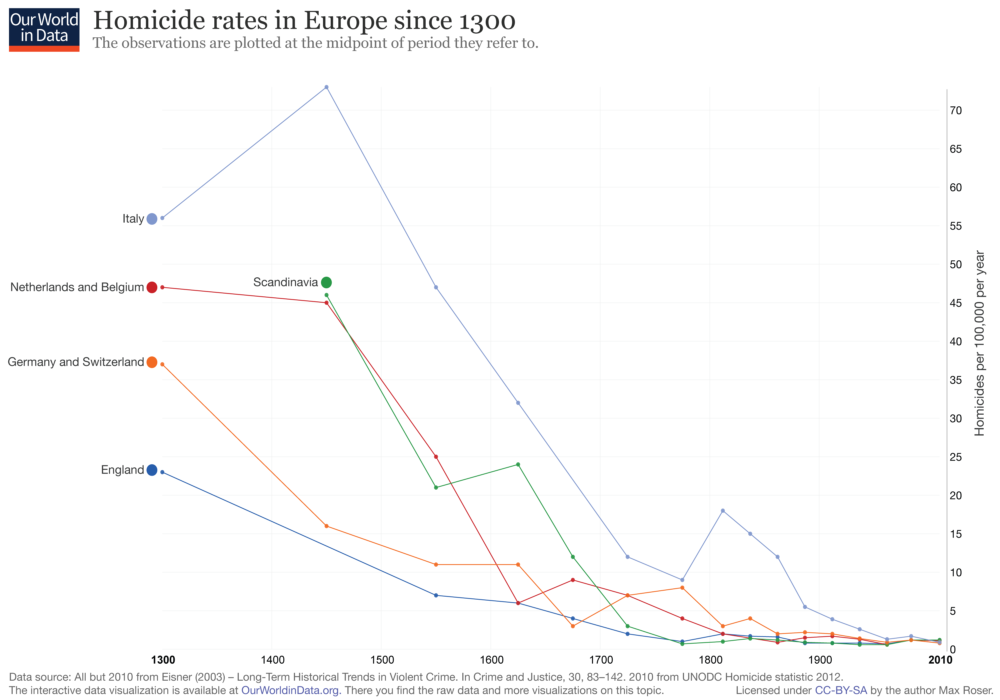 Our World
in Data
Homicide rates in Europe since 1300
The observations are plotted at the midpoint of period they refer to.
70
65
60
Italy
55
50
Scandinavia
Netherlands and Belgium
45
40
Germany and Switzerland
35
30
25
England
20
15
10
5
0
Homicides per 100,000 per year
1300
1400
1500
1600
1700
1800
1900
2010
Data source: All but 2010 from Eisner (2003) – Long-Term Historical Trends in Violent Crime. In Crime and Justice, 30, 83–142. 2010 from UNODC Homicide statistic 2012.
The interactive data visualization is available at OurWorldinData.org. There you find the raw data and more visualizations on this topic.
Licensed under CC-BY-SA by the author Max Roser.